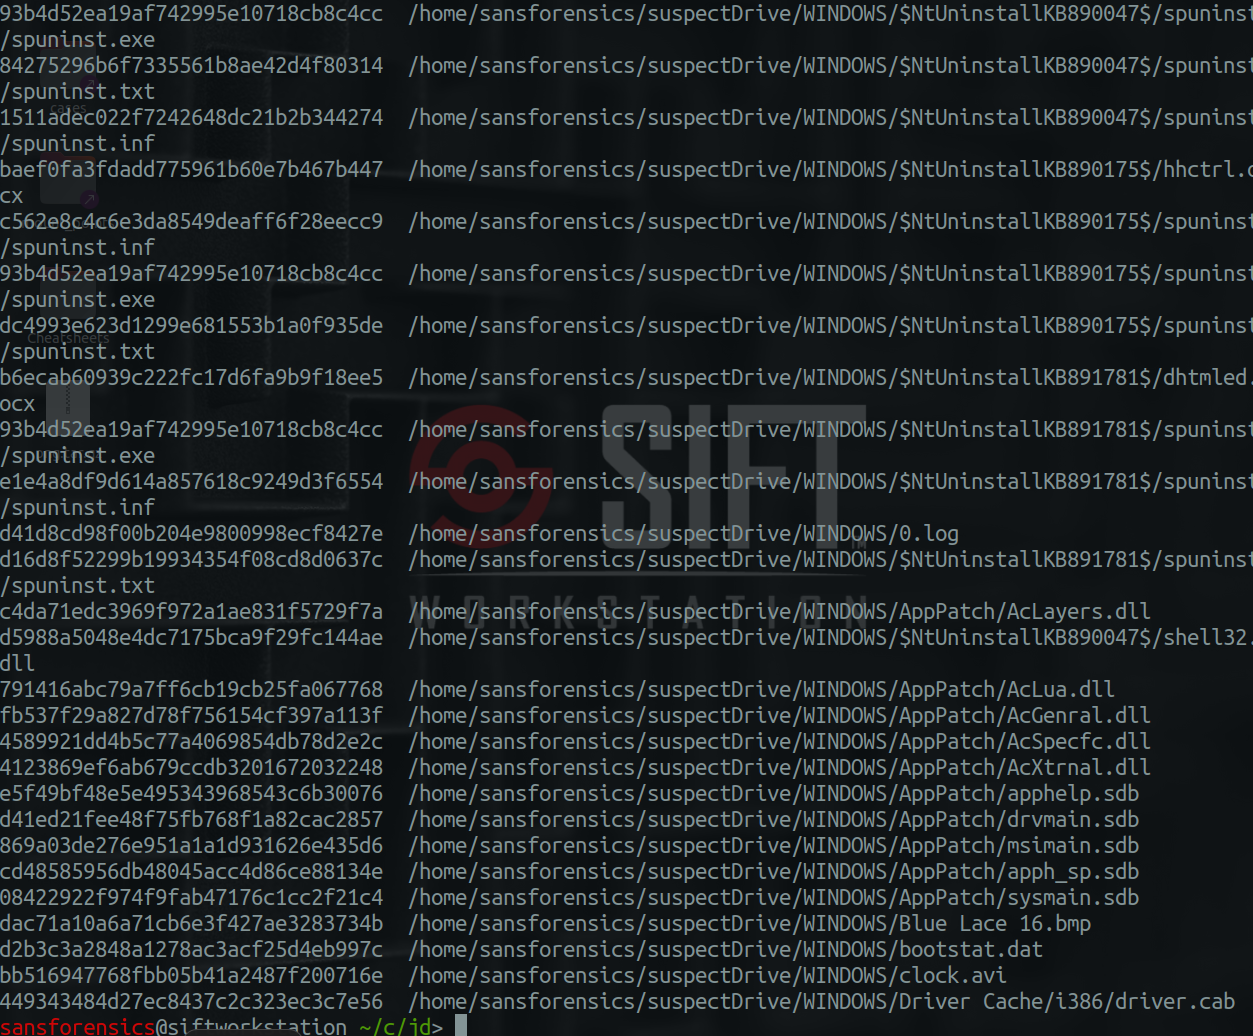 93b4d52ea19af742995e10718cb8c4cc  /home/sansforensics/suspectDrive/WINDOWS/$NtUninstallKB890047$/spuninst
/spuninst.exe
84275296b6f7335561b8ae42d4f80314  /home/sansforensics/suspectDrive/WINDOWS/$NtUninstallKB890047$/spuninst
/spuninst.txt
cases
1511adec022f7242648dc21b2b344274  /home/sansforensics/suspectDrive/WINDOWS/$NtUninstallKB890047$/spuninst
/spuninst.inf
baef0fa3fdadd775961b60e7b467b447  /home/sansforensics/suspectDrive/WINDOWS/$NtUninstallKB890175$/hhctrl.o
cx
c562e8c4c6e3da8549deaff6f28eecc9  /home/sansforensics/suspectDrive/WINDOWS/$NtUninstallKB890175$/spuninst
/spuninst.inf
93b4d52ea19af742995e10718cb8c4cc  /home/sansforensics/suspectDrive/WINDOWS/$NtUninstallKB890175$/spuninst
/spuninst.exe
dc4993e623d1299e681553b1a0f935de  /home/sansforensics/suspectDrive/WINDOWS/$NtUninstallKB890175$/spuninst
Cheatsheets
/spuninst.txt
b6ecab60939c222fc17d6fa9b9f18ee5  /home/sansforensics/suspectDrive/WINDOWS/$NtUninstallKB891781$/dhtmled.
ocx
93b4d52ea19af742995e10718cb8c4cc  /home/sansforensics/suspectDrive/WINDOWS/$NtUninstallKB891781$/spuninst
/spuninst.exe
e1e4a8df9d614a857618c9249d3f6554  /home/sansforensics/suspectDrive/WINDOWS/$NtUninstallKB891781$/spuninst
/spuninst.inf
SIFT
d41d8cd98f00b204e9800998ecf8427e  /home/sansforensics/suspectDrive/WINDOWS/0.log
d16d8f52299b19934354f08cd8d0637c  /home/sansforensics/suspectDrive/WINDOWS/$NtUninstallKB891781$/spuninst
/spuninst.txt
WORKSTATION
c4da71edc3969f972a1ae831f5729f7a  /home/sansforensics/suspectDrive/WINDOWS/AppPatch/AcLayers.dll
d5988a5048e4dc7175bca9f29fc144ae  /home/sansforensics/suspectDrive/WINDOWS/$NtUninstallKB890047$/shell32.
dll
791416abc79a7ff6cb19cb25fa067768  /home/sansforensics/suspectDrive/WINDOWS/AppPatch/AcLua.dll
fb537f29a827d78f756154cf397a113f  /home/sansforensics/suspectDrive/WINDOWS/AppPatch/AcGenral.dll
4589921dd4b5c77a4069854db78d2e2c  /home/sansforensics/suspectDrive/WINDOWS/AppPatch/AcSpecfc.dll
4123869ef6ab679ccdb3201672032248  /home/sansforensics/suspectDrive/WINDOWS/AppPatch/AcXtrnal.dll
e5f49bf48e5e495343968543c6b30076  /home/sansforensics/suspectDrive/WINDOWS/AppPatch/apphelp.sdb
d41ed21fee48f75fb768f1a82cac2857  /home/sansforensics/suspectDrive/WINDOWS/AppPatch/drvmain.sdb
869a03de276e951a1a1d931626e435d6  /home/sansforensics/suspectDrive/WINDOWS/AppPatch/msimain.sdb
cd48585956db48045acc4d86ce88134e  /home/sansforensics/suspectDrive/WINDOWS/AppPatch/apph_sp.sdb
08422922f974f9fab47176c1cc2f21c4  /home/sansforensics/suspectDrive/WINDOWS/AppPatch/sysmain.sdb
dac71a10a6a71cb6e3f427ae3283734b  /home/sansforensics/suspectDrive/WINDOWS/Blue Lace 16.bmp
d2b3c3a2848a1278ac3acf25d4eb997c  /home/sansforensics/suspectDrive/WINDOWS/bootstat.dat
bb516947768fbb05b41a2487f200716e  /home/sansforensics/suspectDrive/WINDOWS/clock.avi
449343484d27ec8437c2c323ec3c7e56  /home/sansforensics/suspectDrive/WINDOWS/Driver Cache/i386/driver.cab
sansforensics@siftworkstation ~/c/jd>